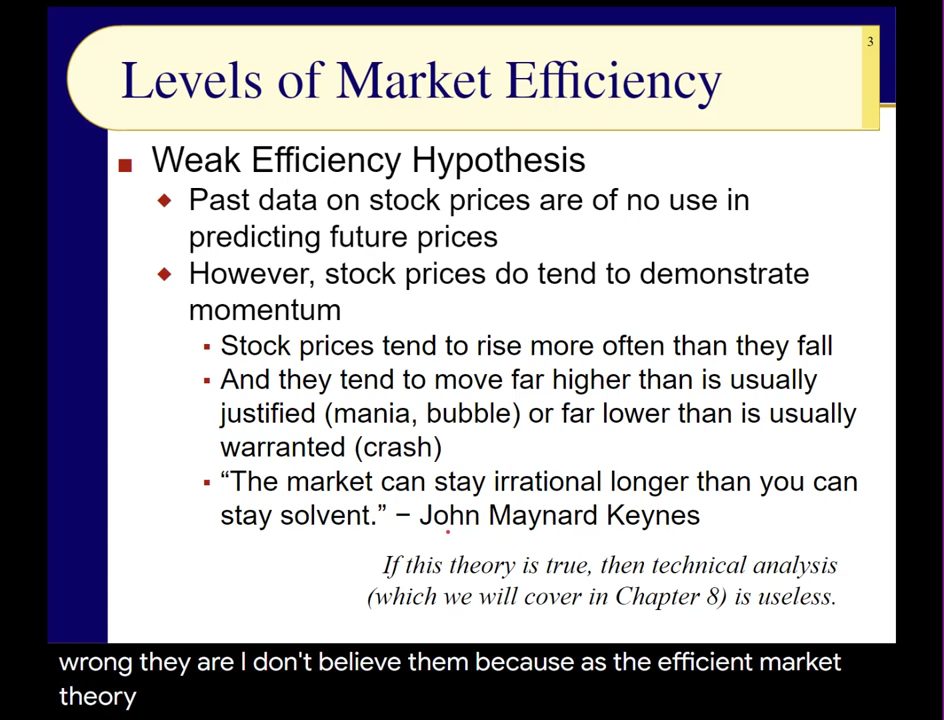 3
Levels of Market Efficiency
Weak Efficiency Hypothesis
Past data on stock prices are of no use in
predicting future prices
However, stock prices do tend to demonstrate
momentum
Stock prices tend to rise more often than they fall
And they tend to move far higher than is usually
justified (mania, bubble) or far lower than is usually
warranted (crash)
“The market can stay irrational longer than you can
stay solvent.” – John Maynard Keynes
If this theory is true, then technical analysis
(which we will cover in Chapter 8) is useless.
wrong they are I don't believe them because as the efficient market
theory